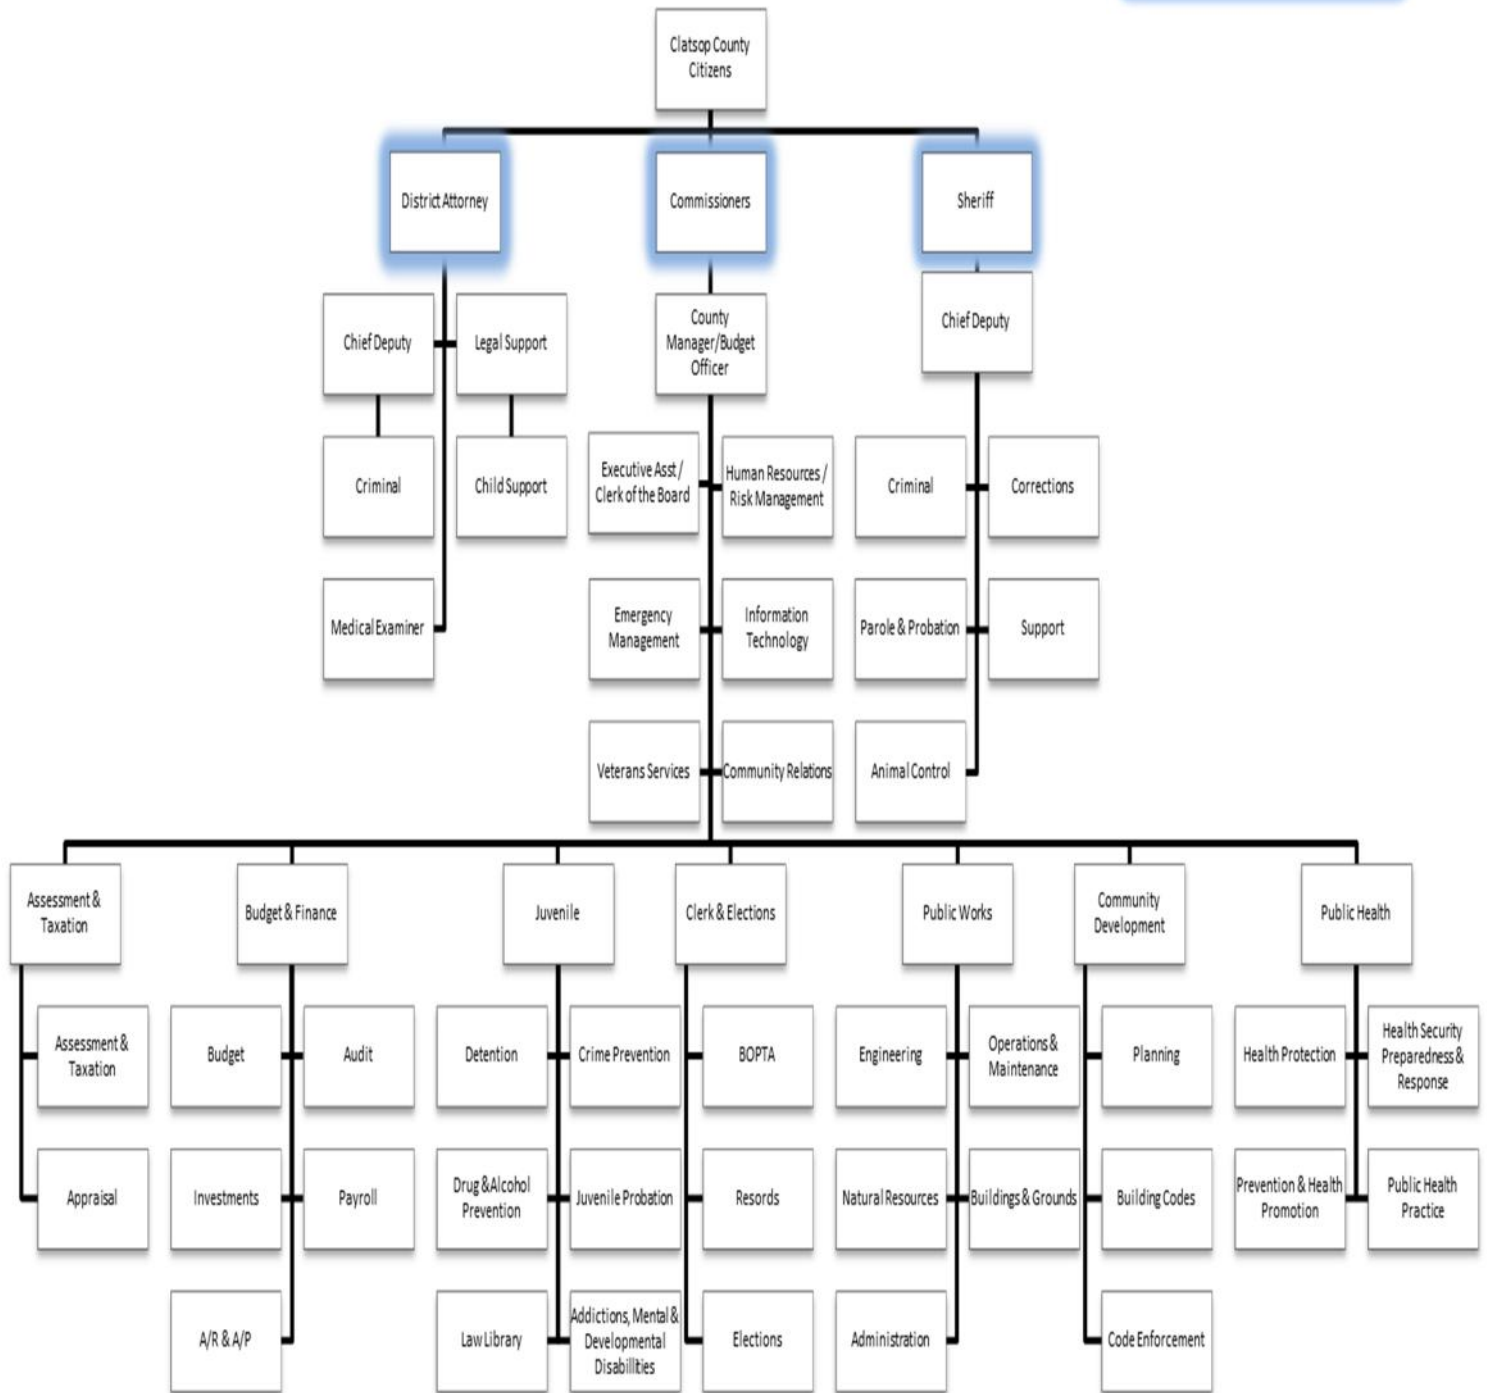 Clatsop County
Citizens
District Attorney
Commissioners
Sheriff
Chief Deputy
Legal Support
County
Manager/Budget
Officer
Chief Deputy
Criminal
Child Support
Executive Asst /
Clerk of the Board
Human Resources /
Risk Management
Criminal
Corrections
Medical Examiner
Emergency
Management
Information
Technology
Parole & Probation
Support
Veterans Services
Community Relations
Animal Control
Assessment &
Taxation
Budget & Finance
Juvenile
Clerk & Elections
Public Works
Community
Development
Public Health
Assessment &
Taxation
Budget
Audit
Detention
Crime Prevention
BOPTA
Engineering
Operations &
Maintenance
Planning
Health Protection
Health Security
Preparedness &
Response
Appraisal
Investments
Payroll
Drug & Alcohol
Prevention
Juvenile Probation
Resords
Natural Resources
Buildings & Grounds
Building Codes
Prevention & Health
Promotion
Public Health
Practice
A/R & A/P
Law Library
Addictions, Mental &
Developmental
Disabillities
Elections
Administration
Code Enforcement